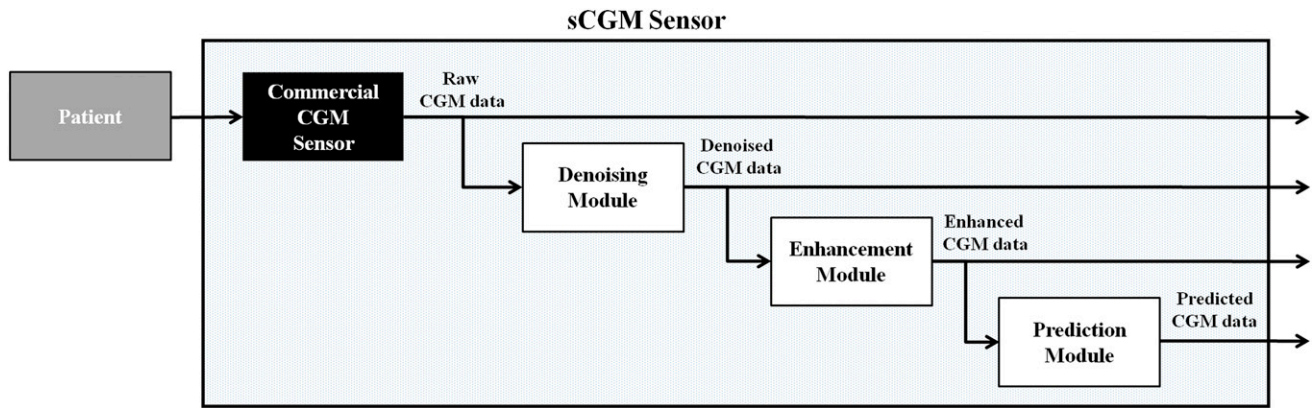 sCGM Sensor
Patient
Commercial
CGM
Sensor
Raw
CGM data
Denoising
Module
Denoised
CGM data
Enhancement
Module
Enhanced
CGM data
Prediction
Module
Predicted
CGM data